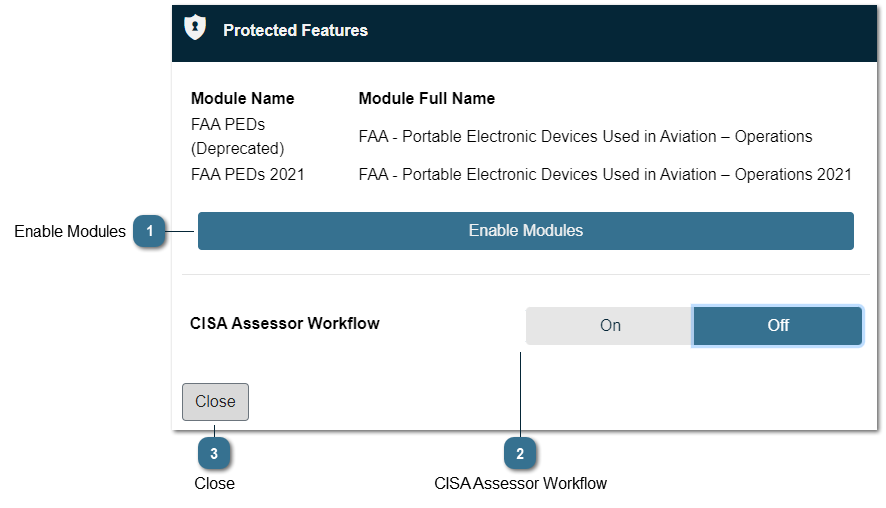 Protected Features
Module Name Module Full Name
FAA PEDs
(Deprecated)
FAA - Portable Electronic Devices Used in Aviation – Operations
FAA PEDs 2021 FAA - Portable Electronic Devices Used in Aviation – Operations 2021
Enable Modules 1 Enable Modules
CISA Assessor Workflow On Off
Close
3 2
Close CISA Assessor Workflow